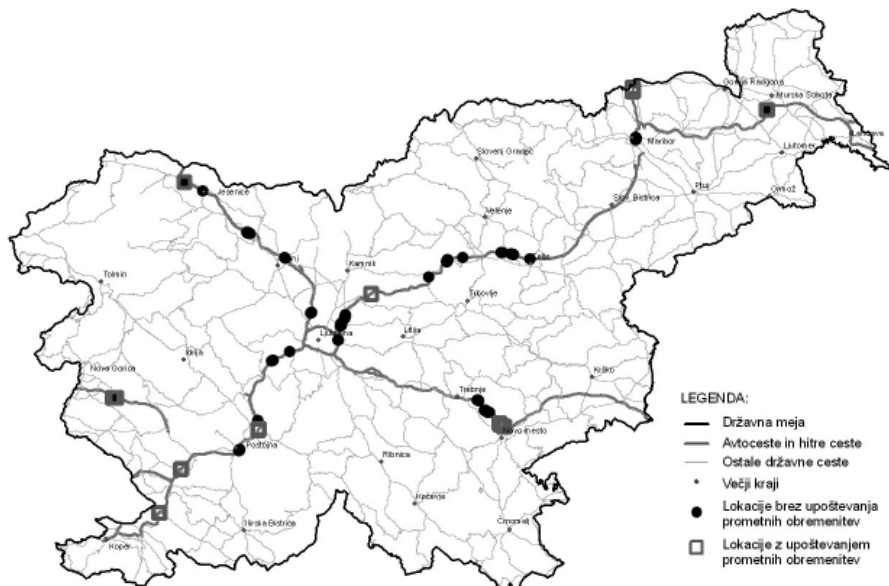 Gornja Radgona
Murska Sobota
Lendava
Maribor
Ljutomer
Slovenj Gradec
Ptuj
Ormož
Jesenice
Velenje
Slov. Bistrica
Kamnik
Tolmin
Trbovlje
Ljubljana
Litija
Idrija
Krško
Nova Gorica
Trebnje
Novo mesto
Postojna
Ribnica
Kočevje
Črnomelj
Ilirska Bistrica
Koper
LEGENDA:
Državna meja
Avtoceste in hitre ceste
Ostale državne ceste
Večji kraji
Lokacije brez upoštevanja
prometnih obremenitev
Lokacije z upoštevanjem
prometnih obremenitev